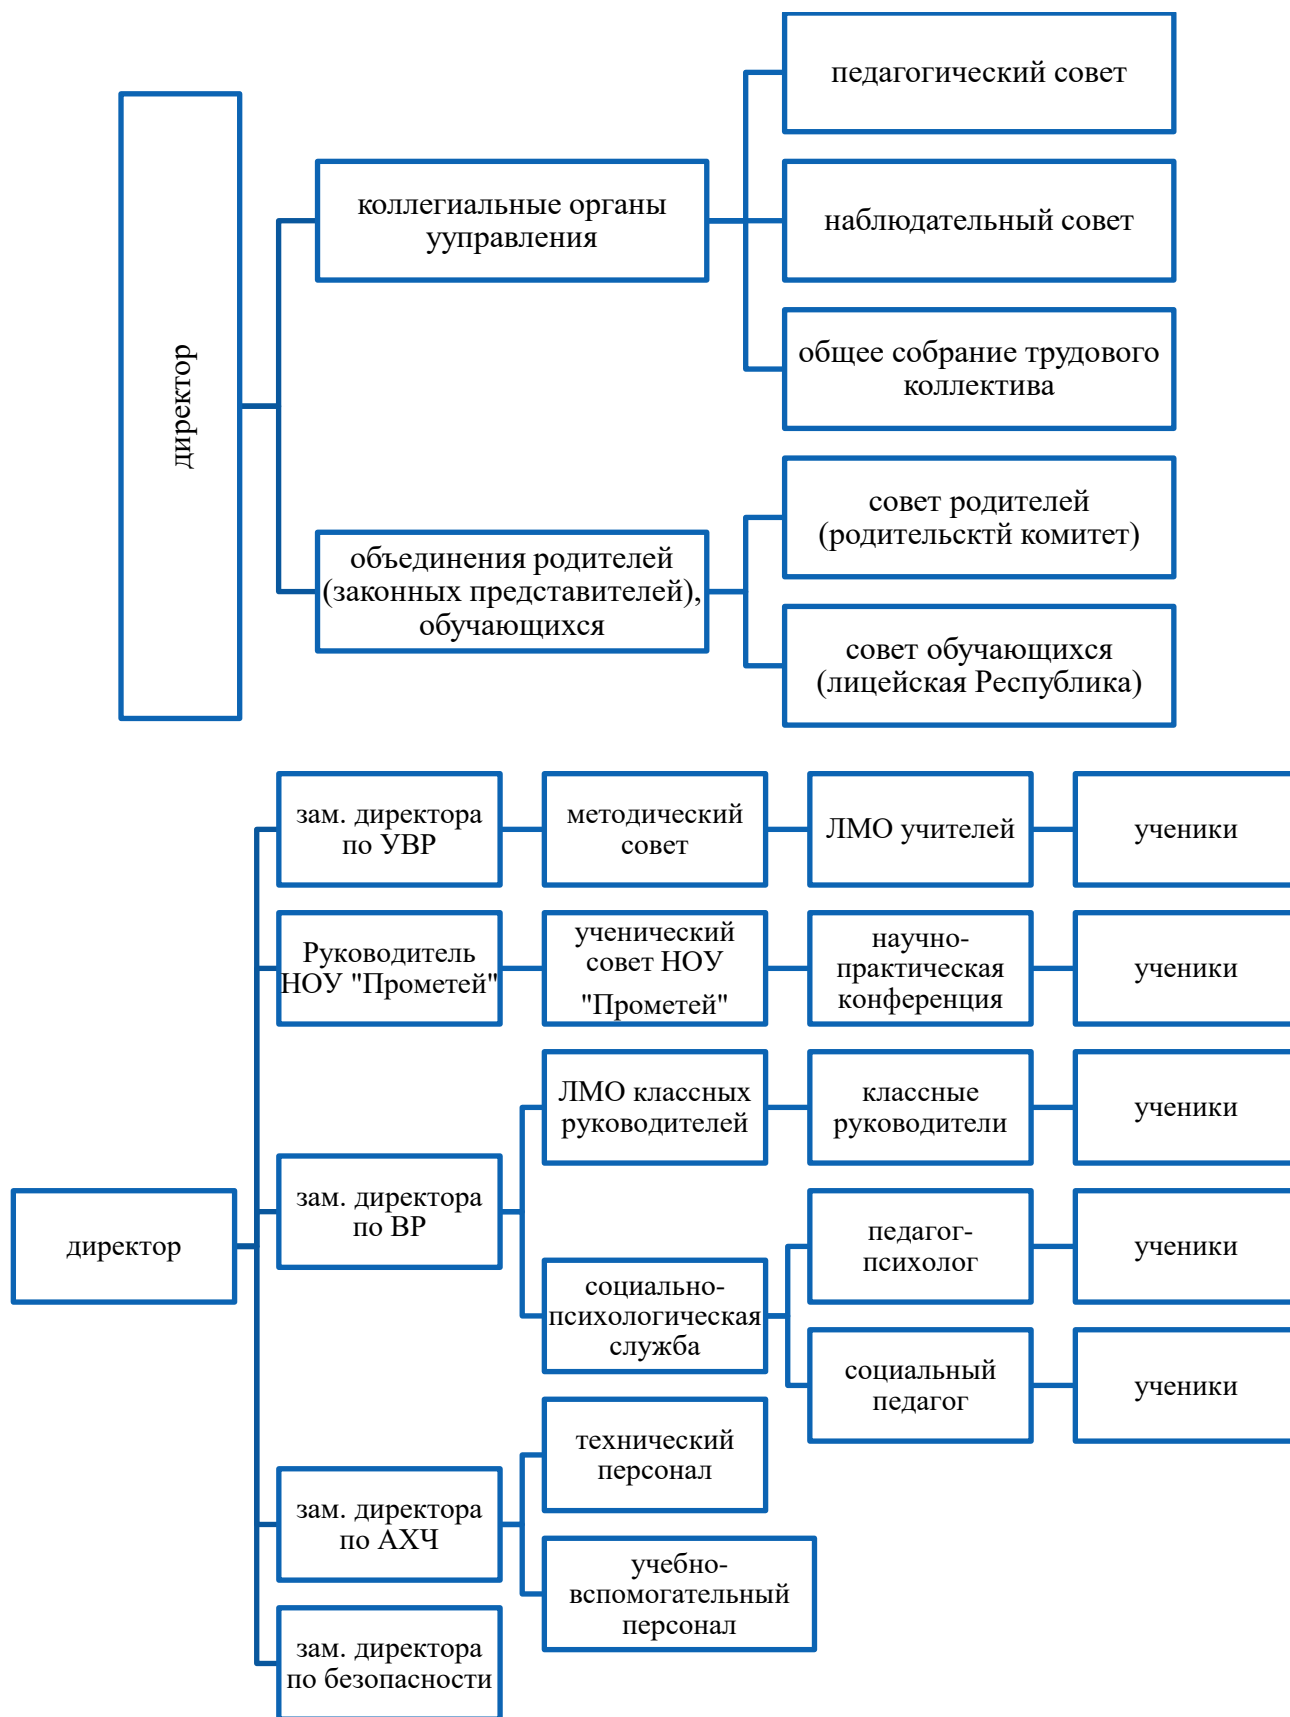 директор
коллегиальные органы
ууправления
педагогический совет
наблюдательный совет
общее собрание трудового
коллектива
объединения родителей
(законных представителей),
обучающихся
совет родителей
(родительсктй комитет)
совет обучающихся
(лицейская Республика)
директор
зам. директора
по УВР
методический
совет
ЛМО учителей
ученики
Руководитель
НОУ "Прометей"
ученический
совет НОУ
"Прометей"
научно-
практическая
конференция
ученики
зам. директора
по ВР
ЛМО классных
руководителей
классные
руководители
ученики
социально-
психологическая
служба
педагог-
психолог
ученики
социальный
педагог
ученики
зам. директора
по АХЧ
технический
персонал
учебно-
вспомогательный
персонал
зам. директора
по безопасности